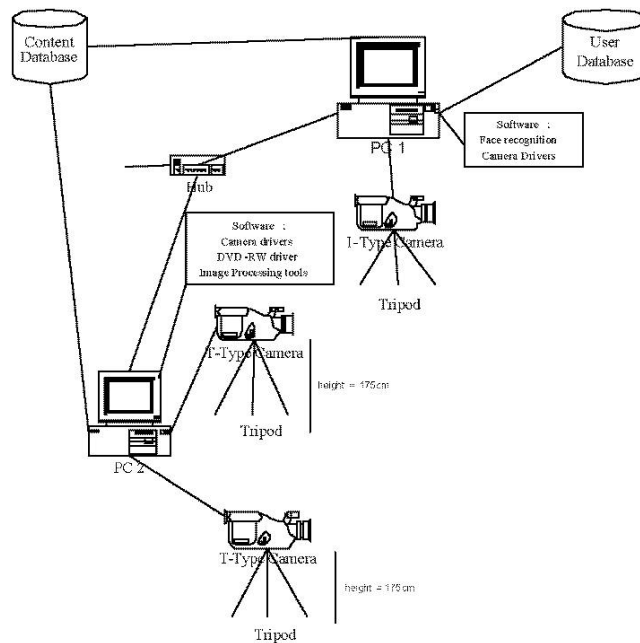 Content
Database
User
Database
PC 1
Software :
Face recognition
Camera Drivers
Hub
Software :
Camera drivers
DVD -RW driver
Image Processing tools
I-Type Camera
Tripod
T-Type Camera
height = 175cm
Tripod
PC 2
T-Type Camera
height = 175cm
Tripod